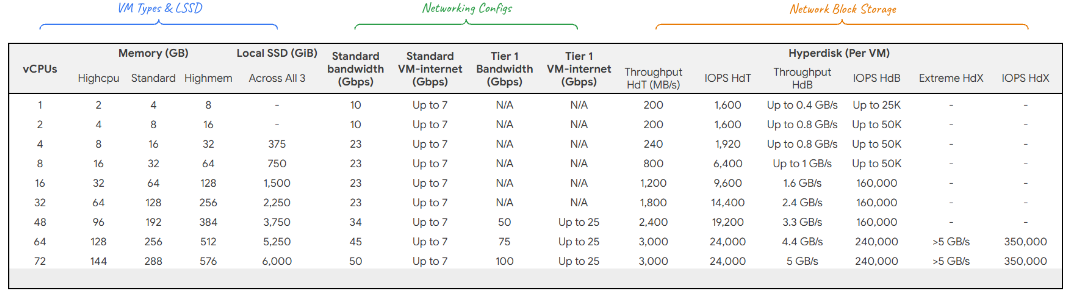 VM Types & LSSD Networking Configs Network Block Storage
vCPUs Memory (GB) Local SSD (GiB) Standard bandwidth (Gbps) Standard VM-internet (Gbps) Tier 1 Bandwidth (Gbps) Tier 1 VM-internet (Gbps) Hyperdisk (Per VM)
Highcpu Standard Highmem Across All 3 Throughput HdT (MB/s) IOPS HdT Throughput HdB IOPS HdB Extreme HdX IOPS HdX
1 2 4 8 - 10 Up to 7 N/A N/A 200 1,600 Up to 0.4 GB/s Up to 25K - -
2 4 8 16 - 10 Up to 7 N/A N/A 200 1,600 Up to 0.8 GB/s Up to 50K - -
4 8 16 32 375 23 Up to 7 N/A N/A 240 1,920 Up to 0.8 GB/s Up to 50K - -
8 16 32 64 750 23 Up to 7 N/A N/A 800 6,400 Up to 1 GB/s Up to 50K - -
16 32 64 128 1,500 23 Up to 7 N/A N/A 1,200 9,600 1.6 GB/s 160,000 - -
32 64 128 256 2,250 23 Up to 7 N/A N/A 1,800 14,400 2.4 GB/s 160,000 - -
48 96 192 384 3,750 34 Up to 7 50 Up to 25 2,400 19,200 3.3 GB/s 160,000 - -
64 128 256 512 5,250 45 Up to 7 75 Up to 25 3,000 24,000 4.4 GB/s 240,000 >5 GB/s 350,000
72 144 288 576 6,000 50 Up to 7 100 Up to 25 3,000 24,000 5 GB/s 240,000 >5 GB/s 350,000